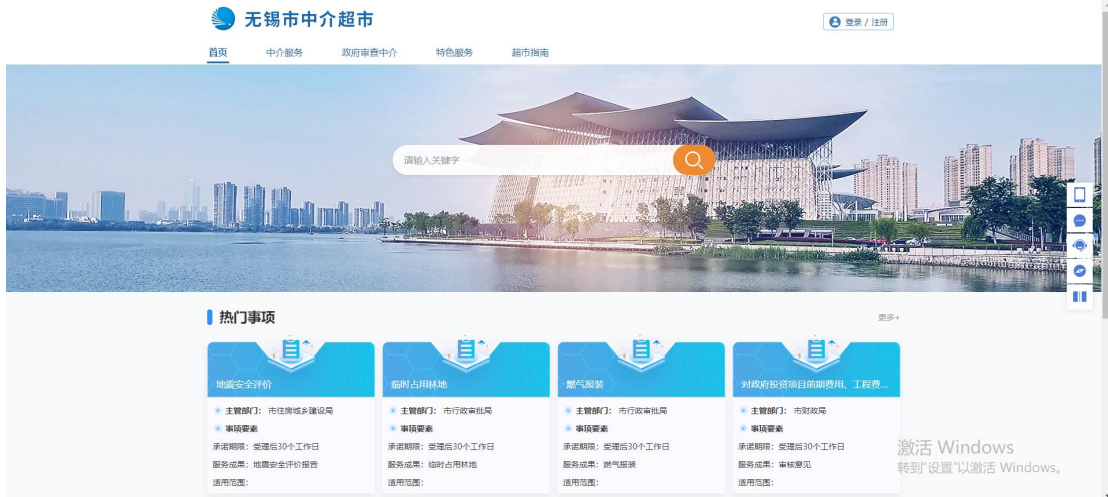 无锡市中介超市
登录 / 注册
首页 中介服务 政府审查中介 特色服务 超市指南
请输入关键字
热门事项
更多+
地震安全评价
主管部门： 市住房城乡建设局
事项要素
承诺期限：受理后30个工作日
服务成果：地震安全评价报告
适用范围：
临时占用林地
主管部门： 市行政审批局
事项要素
承诺期限：受理后30个工作日
服务成果：临时占用林地
适用范围：
燃气报装
主管部门： 市行政审批局
事项要素
承诺期限：受理后30个工作日
服务成果：燃气报装
适用范围：
对政府投资项目前期费用、工程费...
主管部门： 市财政局
事项要素
承诺期限：受理后30个工作日
服务成果：审核意见
适用范围：
激活 Windows
转到"设置"以激活 Windows。